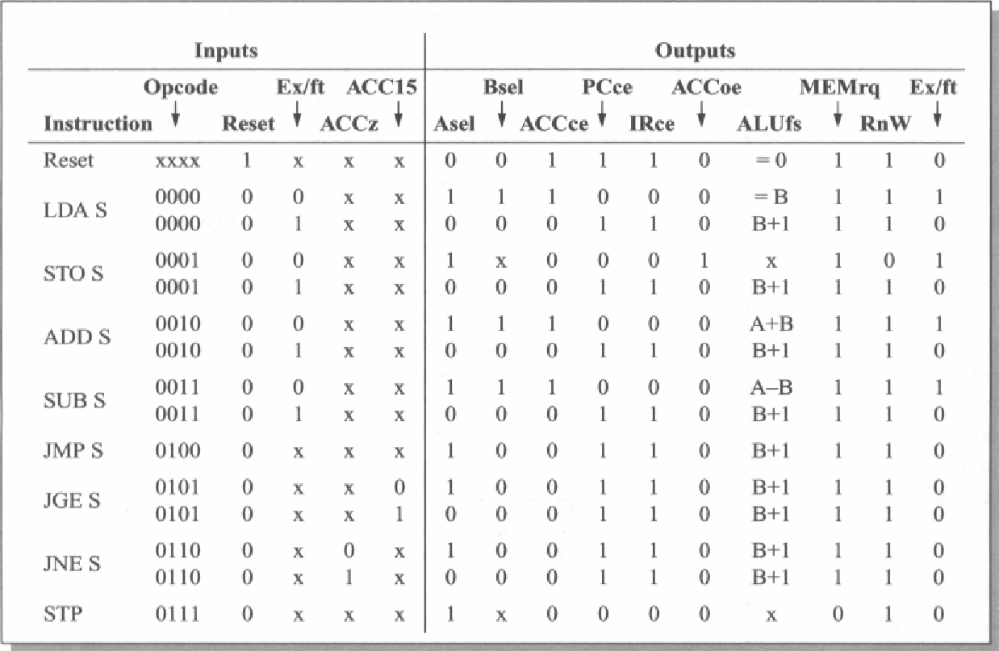 Inputs Outputs
Opcode Ex/ft ACC15 Bsel PCce ACCoe MEMrq Ex/ft
Instruction Reset ACCz Asel ACCce IRce ALUfs RnW
Reset xxxx 1 x x x 0 0 1 1 1 0 = 0 1 1 0
LDA S 0000 0 0 x x 1 1 1 0 0 0 = B 1 1 1
0000 0 1 x x 0 0 0 1 1 0 B+1 1 1 0
STO S 0001 0 0 x x 1 x 0 0 0 1 x 1 0 1
0001 0 1 x x 0 0 0 1 1 0 B+1 1 1 0
ADD S 0010 0 0 x x 1 1 1 0 0 0 A+B 1 1 1
0010 0 1 x x 0 0 0 1 1 0 B+1 1 1 0
SUB S 0011 0 0 x x 1 1 1 0 0 0 A–B 1 1 1
0011 0 1 x x 0 0 0 1 1 0 B+1 1 1 0
JMP S 0100 0 x x x 1 0 0 1 1 0 B+1 1 1 0
JGE S 0101 0 x x 0 1 0 0 1 1 0 B+1 1 1 0
0101 0 x x 1 0 0 0 1 1 0 B+1 1 1 0
JNE S 0110 0 x 0 x 1 0 0 1 1 0 B+1 1 1 0
0110 0 x 1 x 0 0 0 1 1 0 B+1 1 1 0
STP 0111 0 x x x 1 x 0 0 0 0 x 0 1 0